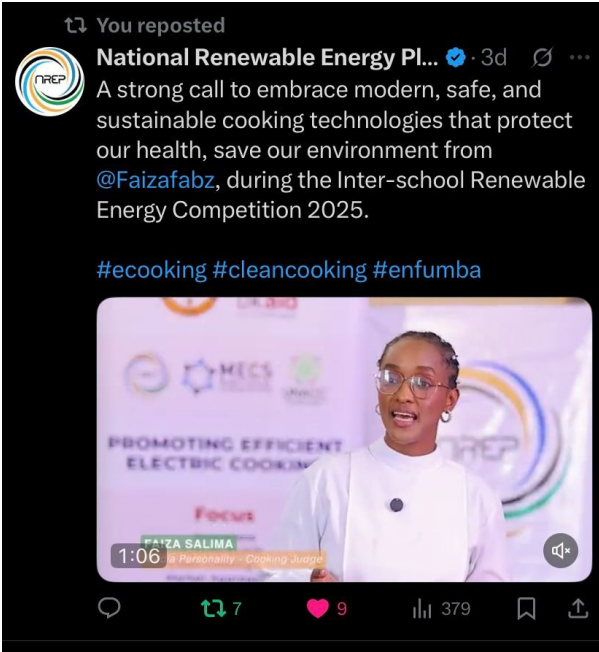 You reposted
National Renewable Energy Pl... · 3d
NREP
A strong call to embrace modern, safe, and
sustainable cooking technologies that protect
our health, save our environment from
@Faizafabz, during the Inter-school Renewable
Energy Competition 2025.
#ecooking #cleancooking #enfumba
MECS
PROMOTING EFFICIENT
ELECTRIC
NREP
Focus
FAIZA SALIMA
Personality - Cooking Judge
1:06
7
9
379